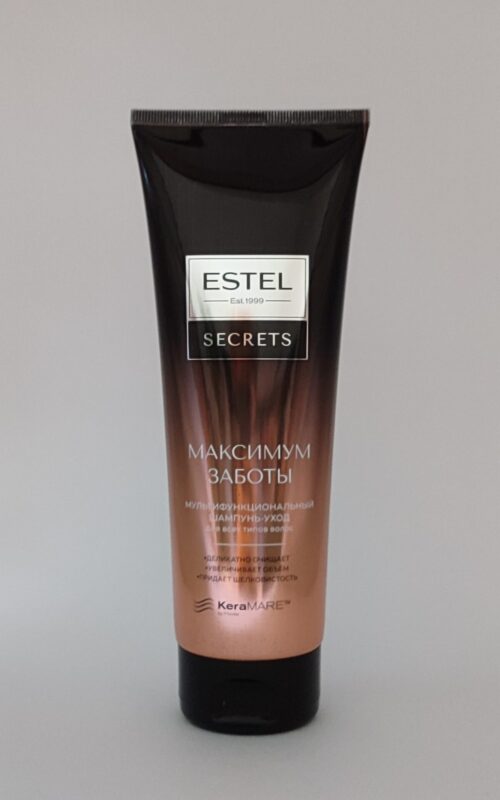 ESTEL
Est.1999
SECRETS
МАКСИМУМ
ЗАБОТЫ
МУЛЬТИФУНКЦИОНАЛЬНЫЙ
ШАМПУНЬ-УХОД
для всех типов волос
•ДЕЛИКАТНО ОЧИЩАЕТ
•УВЕЛИЧИВАЕТ ОБЪЁМ
•ПРИДАЕТ ШЕЛКОВИСТОСТЬ
KeraMARE™